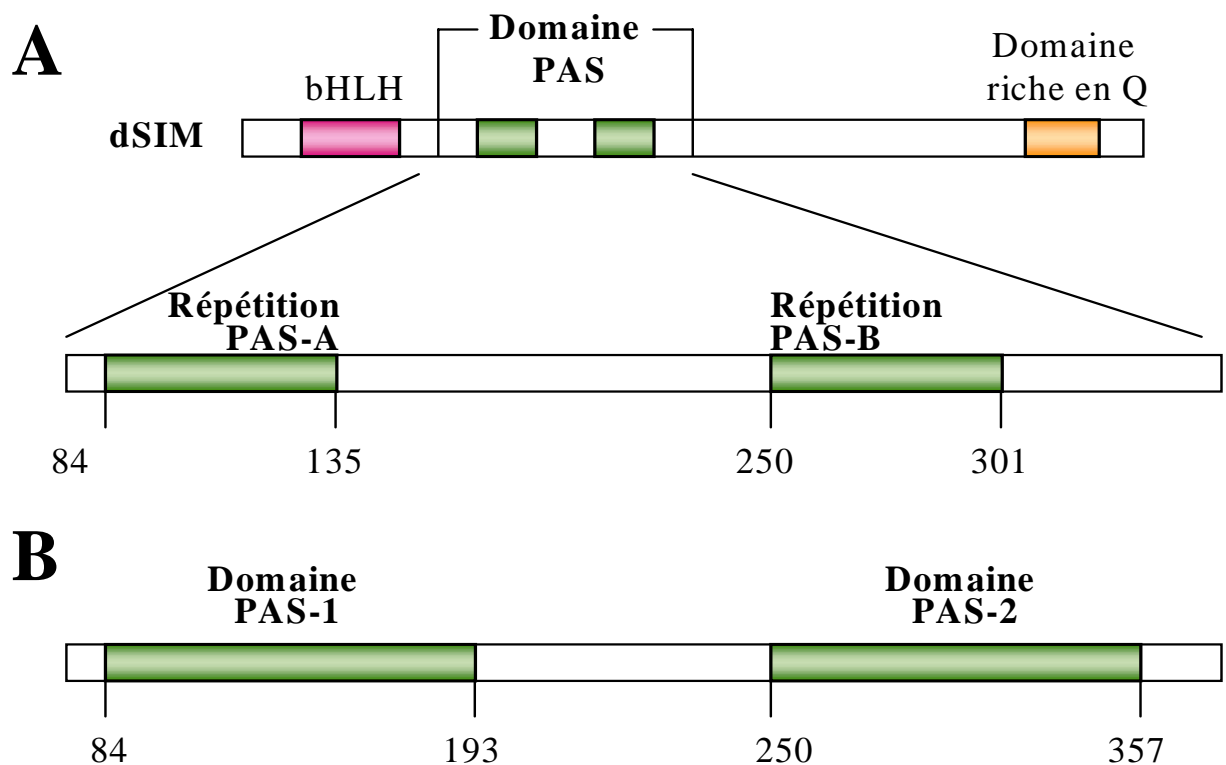 A
Domaine
PAS
bHLH
Domaine
riche en Q
dSIM
Répétition
PAS-A
Répétition
PAS-B
84 135 250 301
B
Domaine
PAS-1
Domaine
PAS-2
84 193 250 357